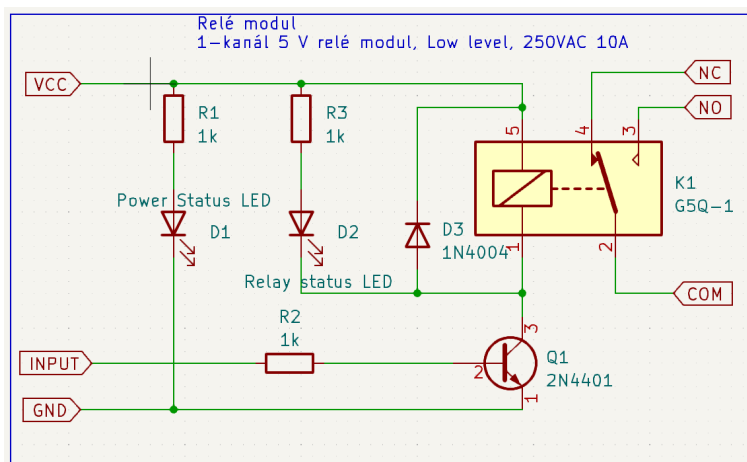 Relé modul
1-kanál 5 V relé modul, Low level, 250VAC 10A
VCC
NC
NO
R1
1k
R3
1k
5
4
3
K1
G5Q-1
Power Status LED
D1
D2
D3
1N4004
1
2
Relay status LED
COM
R2
1k
3
INPUT
2
Q1
2N4401
GND
1